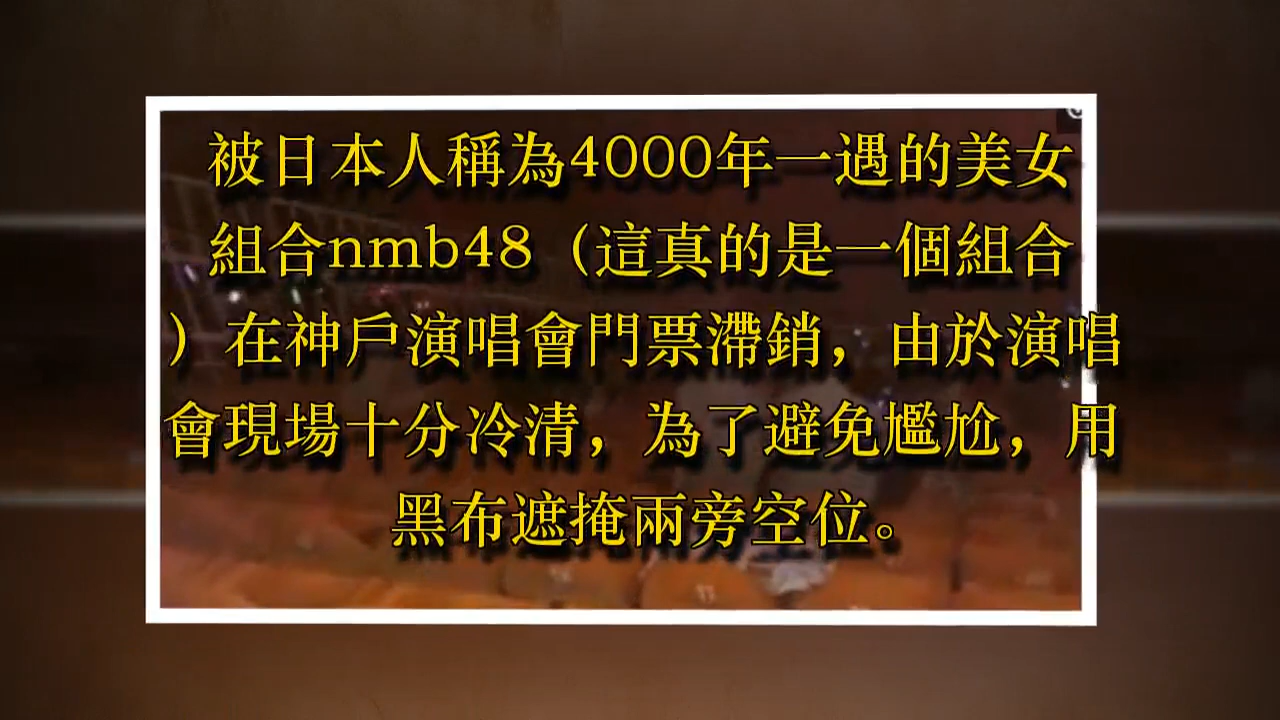 被日本人稱為4000年一遇的美女
組合nmb48（這真的是一個組合
）在神戶演唱會門票滯銷，由於演唱
會現場十分冷清，為了避免尷尬，用
黑布遮掩兩旁空位。